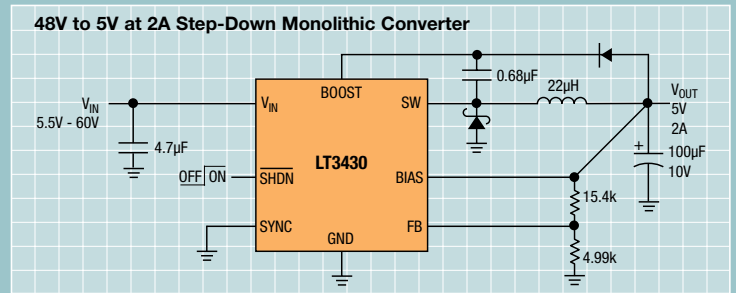 48V to 5V at 2A Step-Down Monolithic Converter
VIN
5.5V - 60V
4.7µF
OFF ON
VIN
BOOST
SW
LT3430
SHDN
BIAS
SYNC
FB
GND
0.68µF
22µH
VOUT
5V
2A
+
100µF
10V
15.4k
4.99k